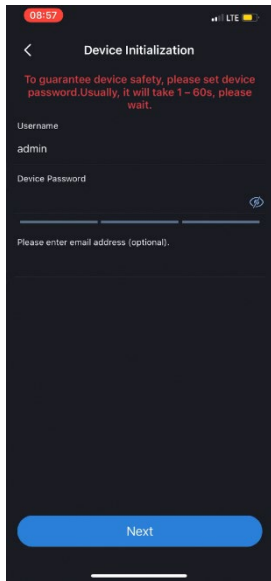 08:57
LTE
Device Initialization
To guarantee device safety, please set device
password.Usually, it will take 1 – 60s, please
wait.
Username
admin
Device Password
Please enter email address (optional).
Next